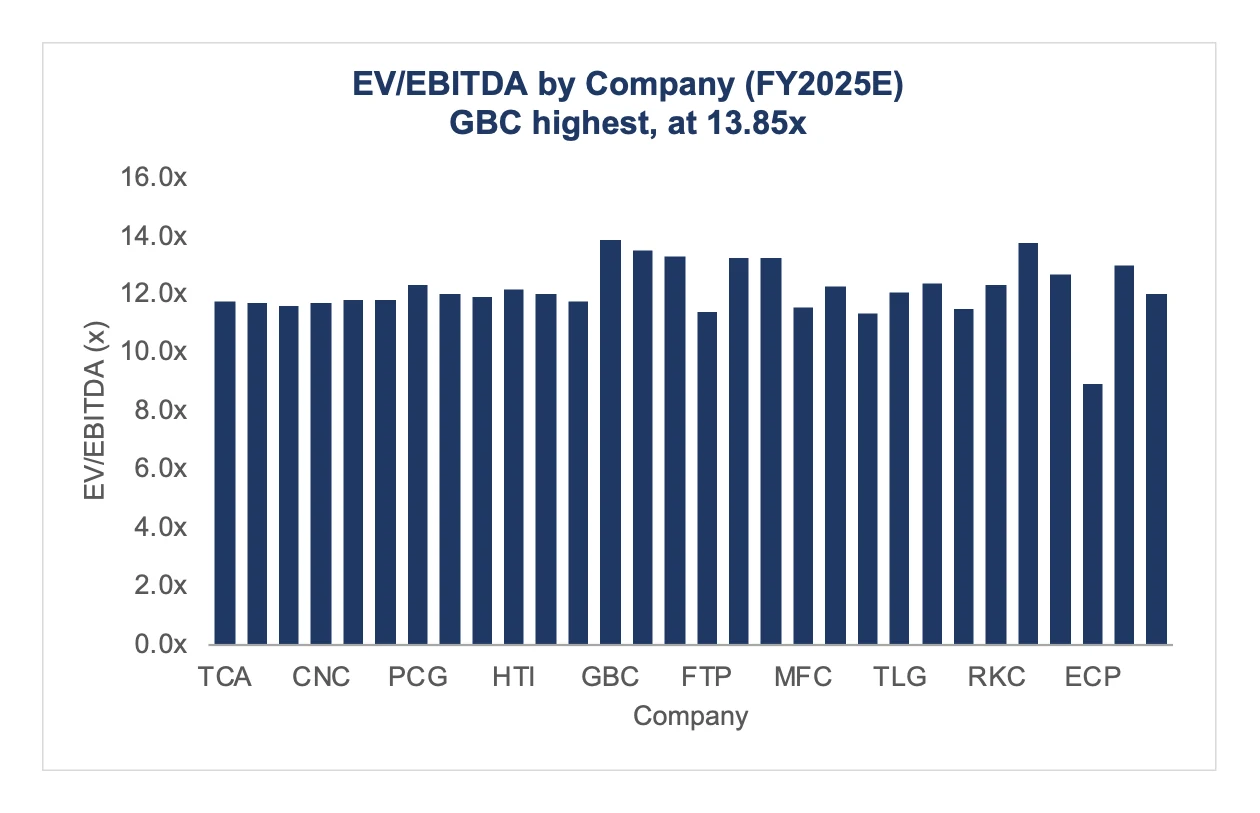 EV/EBITDA by Company (FY2025E)
GBC highest, at 13.85x
16.0x
14.0x
12.0x
10.0x
8.0x
6.0x
4.0x
2.0x
0.0x
EV/EBITDA (x)
TCA CNC PCG HTI GBC FTP MFC TLG RKC ECP
Company